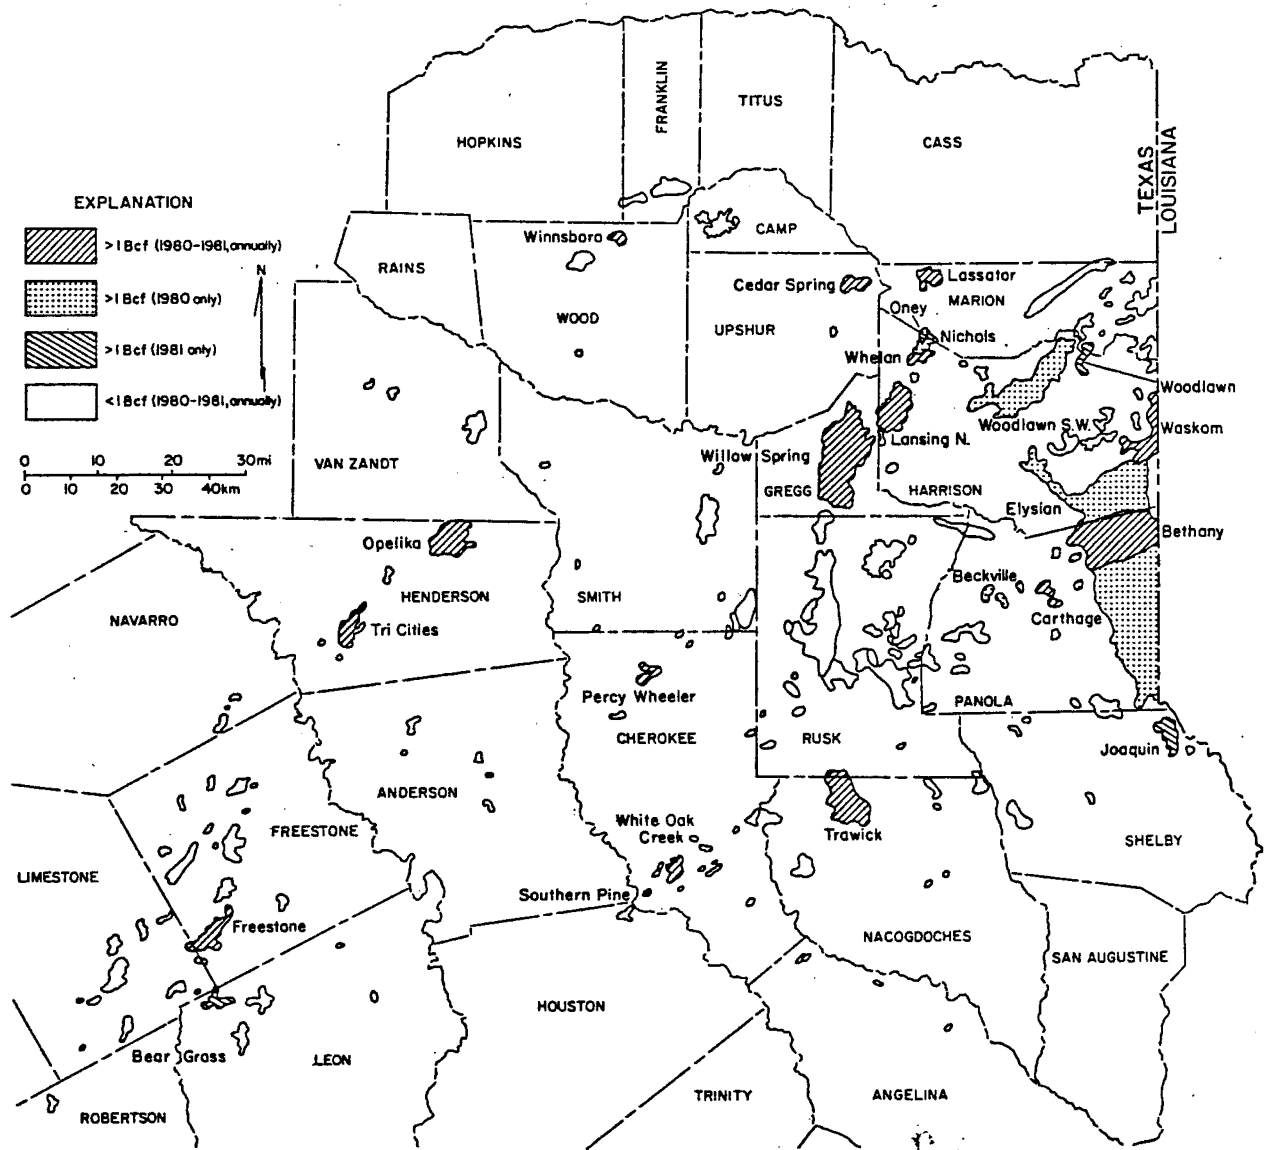 FRANKLIN
TITUS
HOPKINS
CASS
TEXAS
LOUISIANA
EXPLANATION
>1 Bcf (1980-1981, annually)
>1 Bcf (1980 only)
>1 Bcf (1981 only)
<1 Bcf (1980-1981, annually)
N
0 10 20 30 mi
0 10 20 30 40 km
Winnsboro
CAMP
RAINS
Cedar Spring
Lassator
MARION
WOOD
UPSHUR
Oney
Nichols
Whelan
Woodlawn
Woodlawn S.W.
Waskom
Lansing N.
VAN ZANDT
Willow Spring
GREGG
HARRISON
Elysian
Bethany
Opelika
HENDERSON
SMITH
Beckville
NAVARRO
Tri Cities
Carthage
Percy Wheeler
PANOLA
CHEROKEE
RUSK
Joaquin
ANDERSON
FREESTONE
White Oak
Creek
Trawick
SHELBY
LIMESTONE
Southern Pine
Freestone
NACOGDOCHES
SAN AUGUSTINE
HOUSTON
Bear Grass
LEON
ROBERTSON
TRINITY
ANGELINA